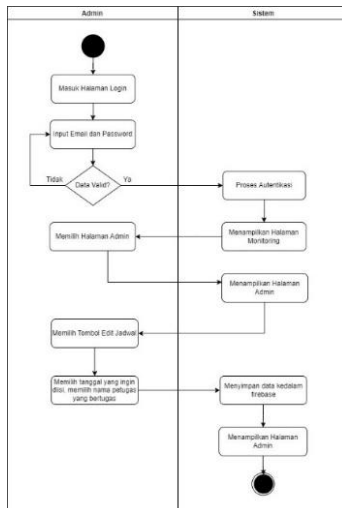 Admin
Sistem
Masuk Halaman Login
Input Email dan Password
Tidak
Data Valid?
Ya
Proses Autentikasi
Menampilkan Halaman
Monitoring
Memilih Halaman Admin
Menampilkan Halaman
Admin
Memilih Tombol Edit Jadwal
Memilih tanggal yang ingin
diisi, memilih nama petugas
yang bertugas
Menyimpan data kedalam
firebase
Menampilkan Halaman
Admin